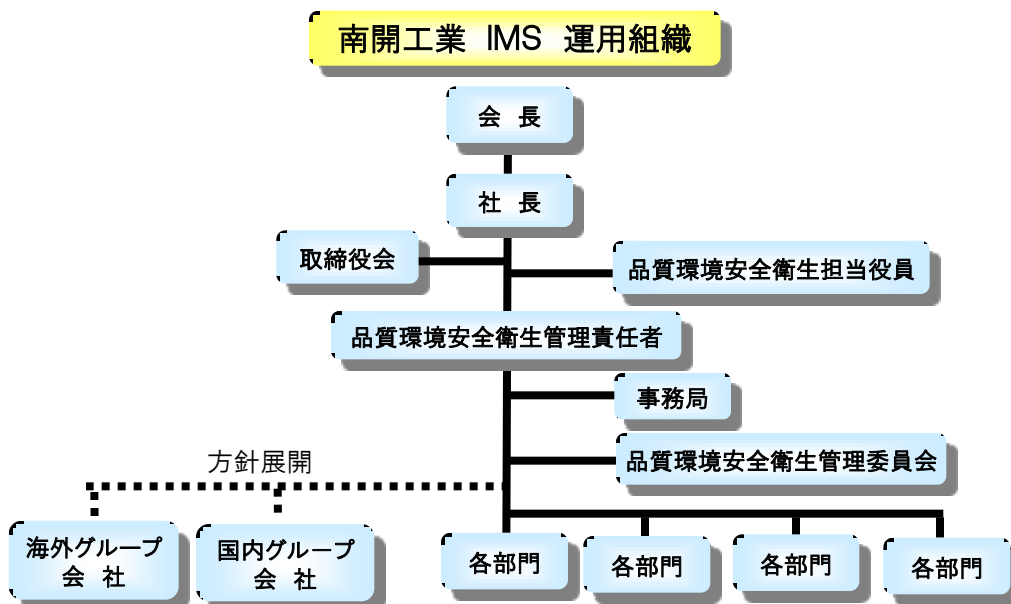 南開工業 IMS 運用組織
会 長
社 長
取締役会
品質環境安全衛生担当役員
品質環境安全衛生管理責任者
事務局
品質環境安全衛生管理委員会
方針展開
海外グループ
会 社
国内グループ
会 社
各部門
各部門
各部門
各部門